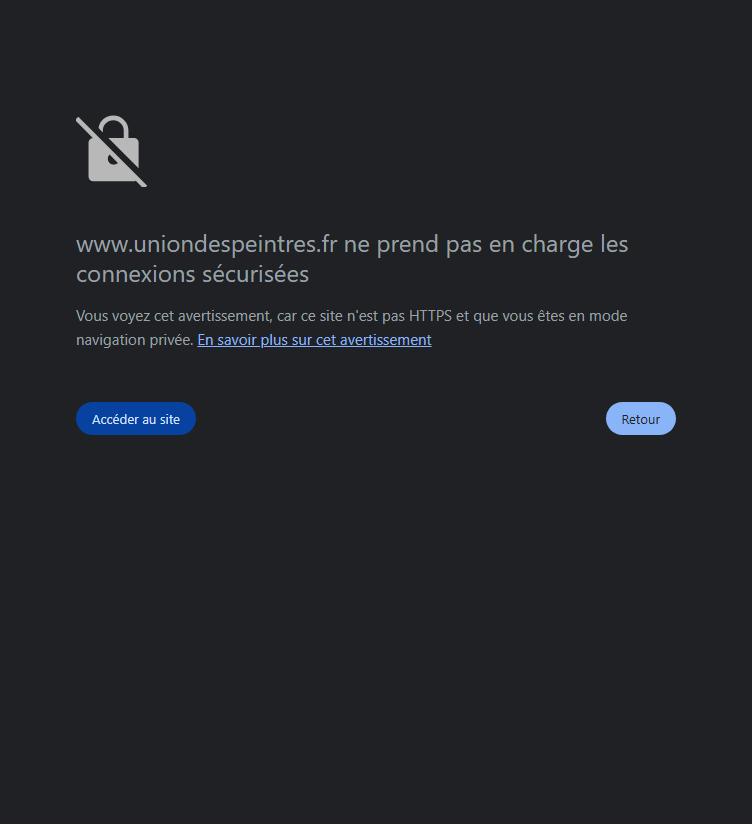 www.uniondespeintres.fr ne prend pas en charge les
connexions sécurisées
Vous voyez cet avertissement, car ce site n'est pas HTTPS et que vous êtes en mode
navigation privée. En savoir plus sur cet avertissement
Accéder au site
Retour